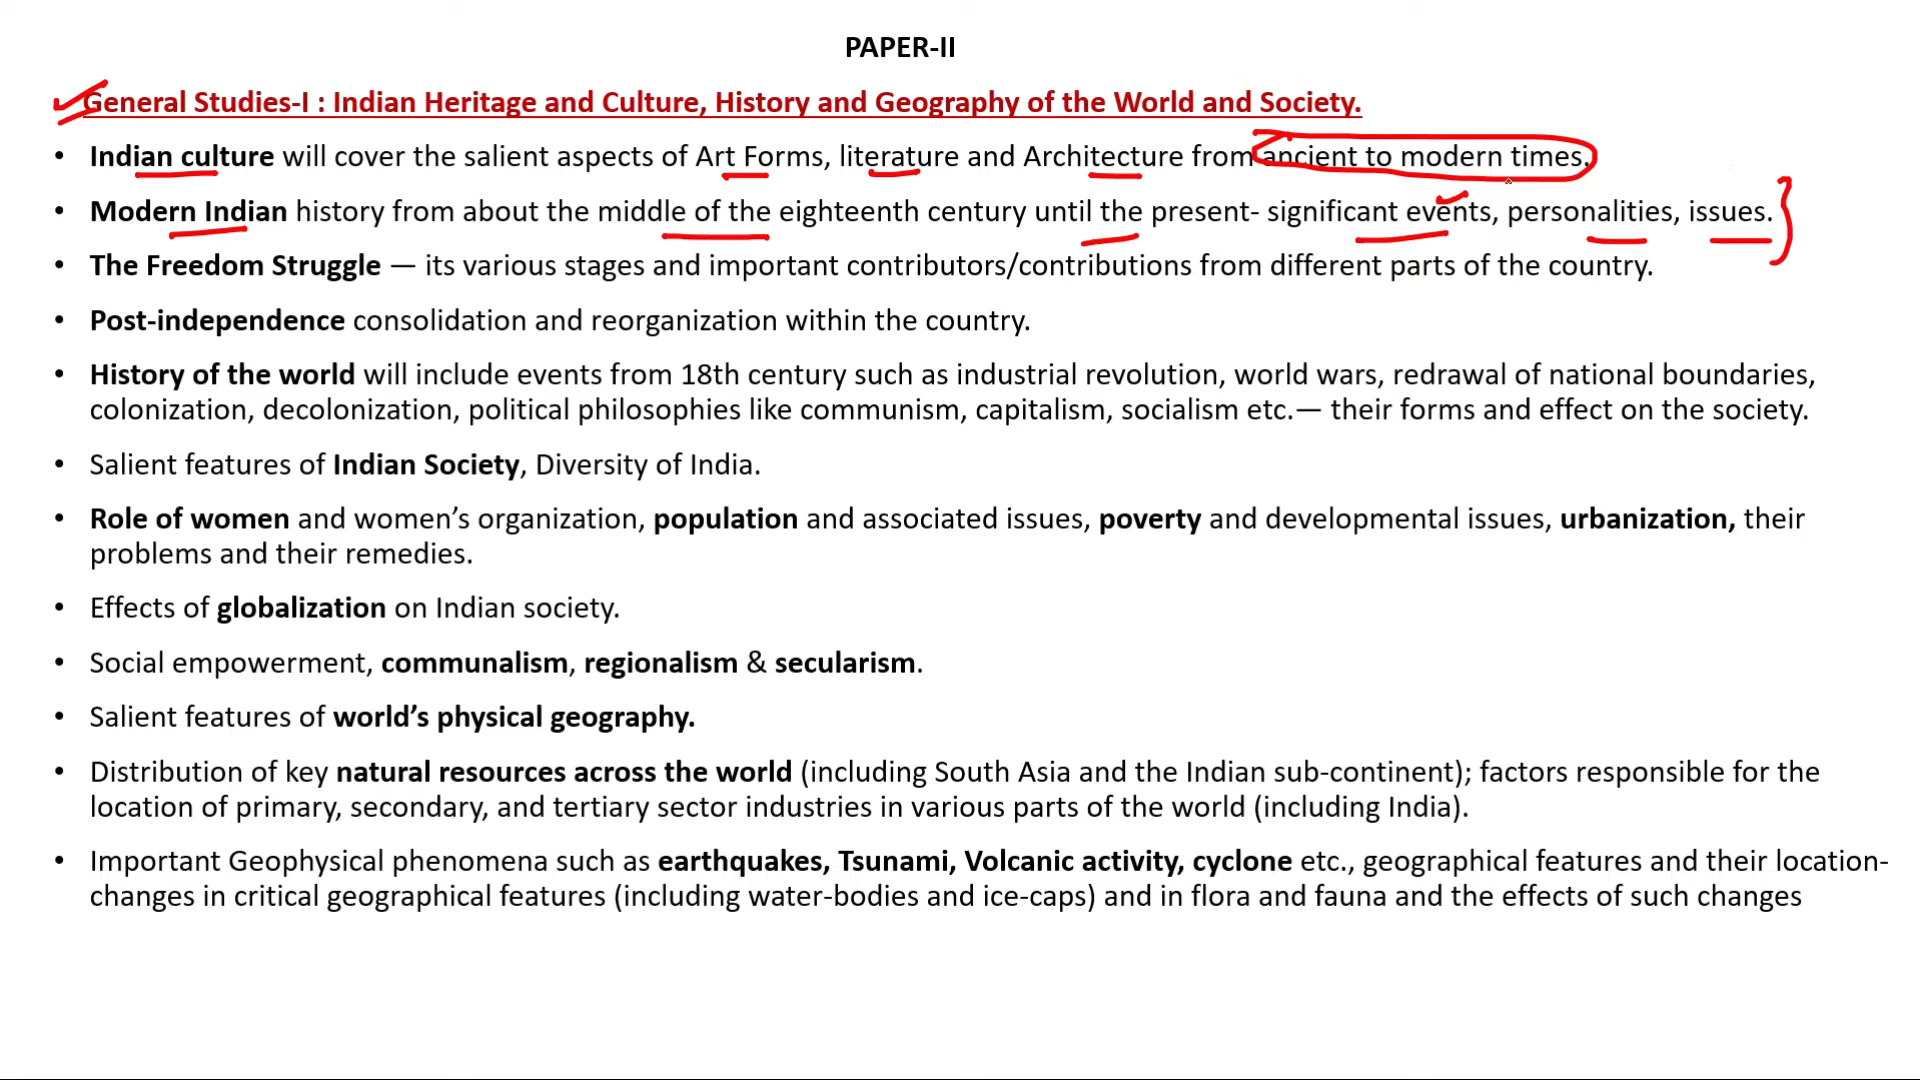 PAPER-II
General Studies-I : Indian Heritage and Culture, History and Geography of the World and Society.
• Indian culture will cover the salient aspects of Art Forms, literature and Architecture from ancient to modern times.
• Modern Indian history from about the middle of the eighteenth century until the present- significant events, personalities, issues.
• The Freedom Struggle — its various stages and important contributors/contributions from different parts of the country.
• Post-independence consolidation and reorganization within the country.
• History of the world will include events from 18th century such as industrial revolution, world wars, redrawal of national boundaries,
colonization, decolonization, political philosophies like communism, capitalism, socialism etc.— their forms and effect on the society.
• Salient features of Indian Society, Diversity of India.
• Role of women and women’s organization, population and associated issues, poverty and developmental issues, urbanization, their
problems and their remedies.
• Effects of globalization on Indian society.
• Social empowerment, communalism, regionalism & secularism.
• Salient features of world’s physical geography.
• Distribution of key natural resources across the world (including South Asia and the Indian sub-continent); factors responsible for the
location of primary, secondary, and tertiary sector industries in various parts of the world (including India).
• Important Geophysical phenomena such as earthquakes, Tsunami, Volcanic activity, cyclone etc., geographical features and their location-
changes in critical geographical features (including water-bodies and ice-caps) and in flora and fauna and the effects of such changes